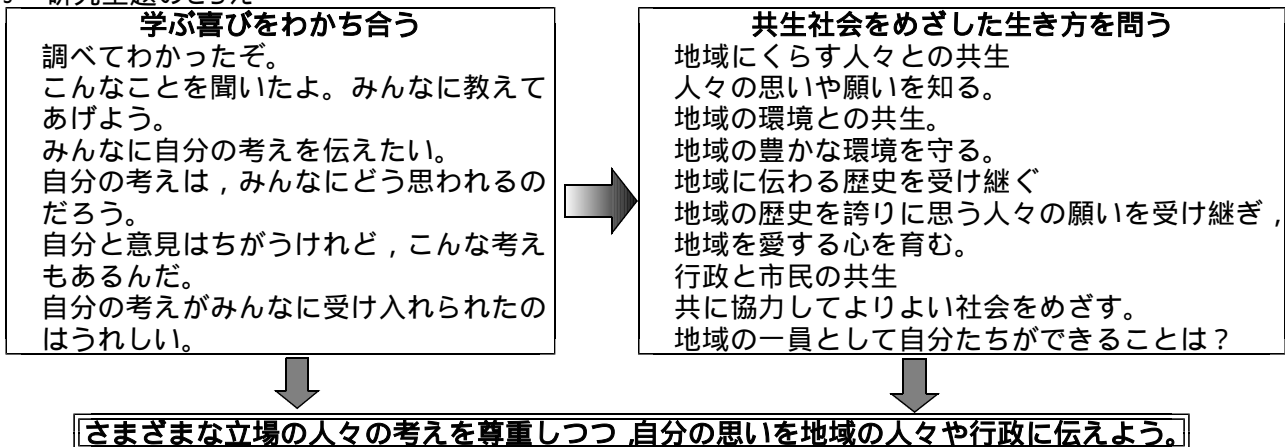 学ぶ喜びをわかち合う
調べてわかったぞ。
こんなことを聞いたよ。みんなに教えて
あげよう。
みんなに自分の考えを伝えたい。
自分の考えは，みんなにどう思われるの
だろう。
自分と意見はちがうけれど，こんな考え
もあるんだ。
自分の考えがみんなに受け入れられたの
はうれしい。
共生社会をめざした生き方を問う
地域にくらす人々との共生
人々の思いや願いを知る。
地域の環境との共生。
地域の豊かな環境を守る。
地域に伝わる歴史を受け継ぐ
地域の歴史を誇りに思う人々の願いを受け継ぎ，
地域を愛する心を育む。
行政と市民の共生
共に協力してよりよい社会をめざす。
地域の一員として自分たちができることは？
さまざまな立場の人々の考えを尊重しつつ,自分の思いを地域の人々や行政に伝えよう。